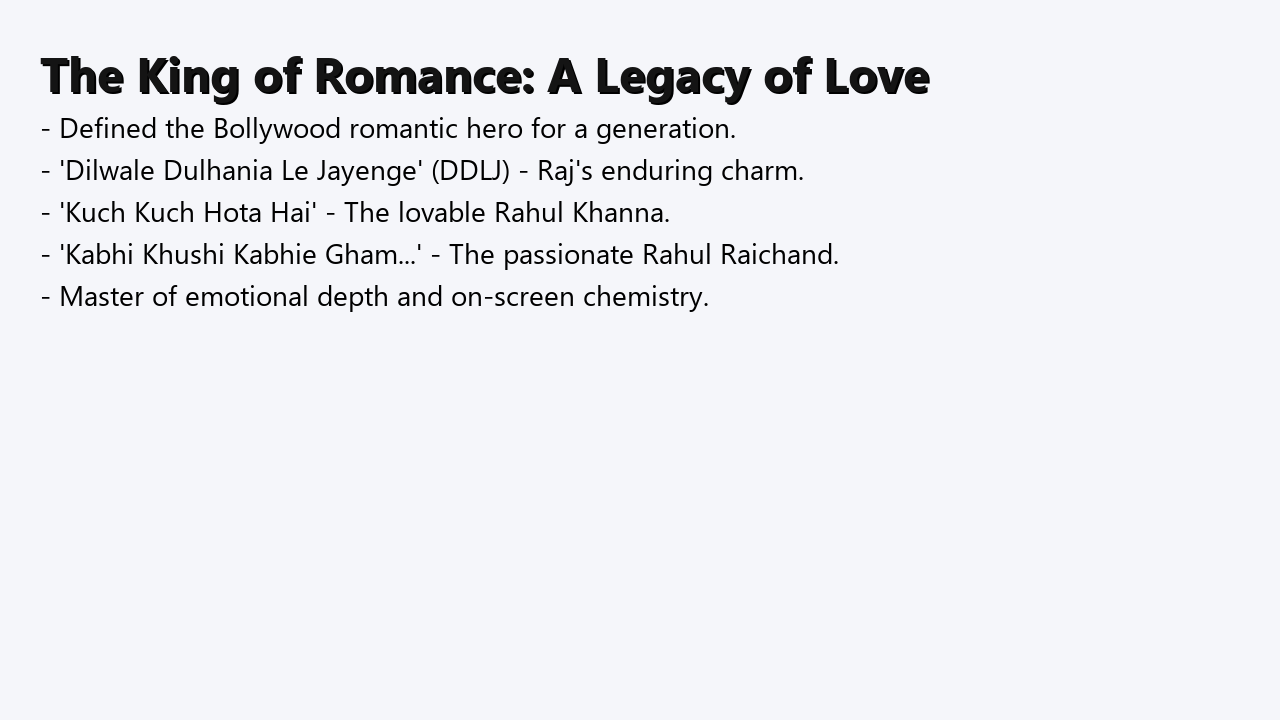 The King of Romance: A Legacy of Love
- Defined the Bollywood romantic hero for a generation.
- 'Dilwale Dulhania Le Jayenge' (DDLJ) - Raj's enduring charm.
- 'Kuch Kuch Hota Hai' - The lovable Rahul Khanna.
- 'Kabhi Khushi Kabhie Gham...' - The passionate Rahul Raichand.
- Master of emotional depth and on-screen chemistry.